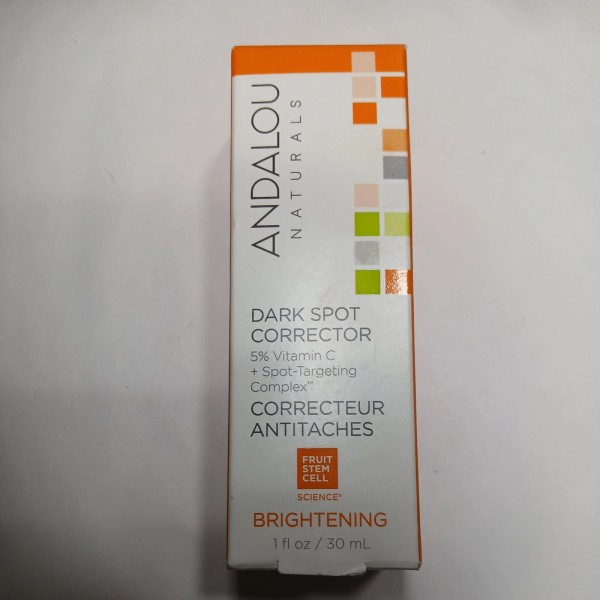 ANDALOU
NATURALS
DARK SPOT
CORRECTOR
5% Vitamin C
+ Spot-Targeting
Complex™
CORRECTEUR
ANTITACHES
FRUIT
STEM
CELL
SCIENCE®
BRIGHTENING
1 fl oz / 30 mL